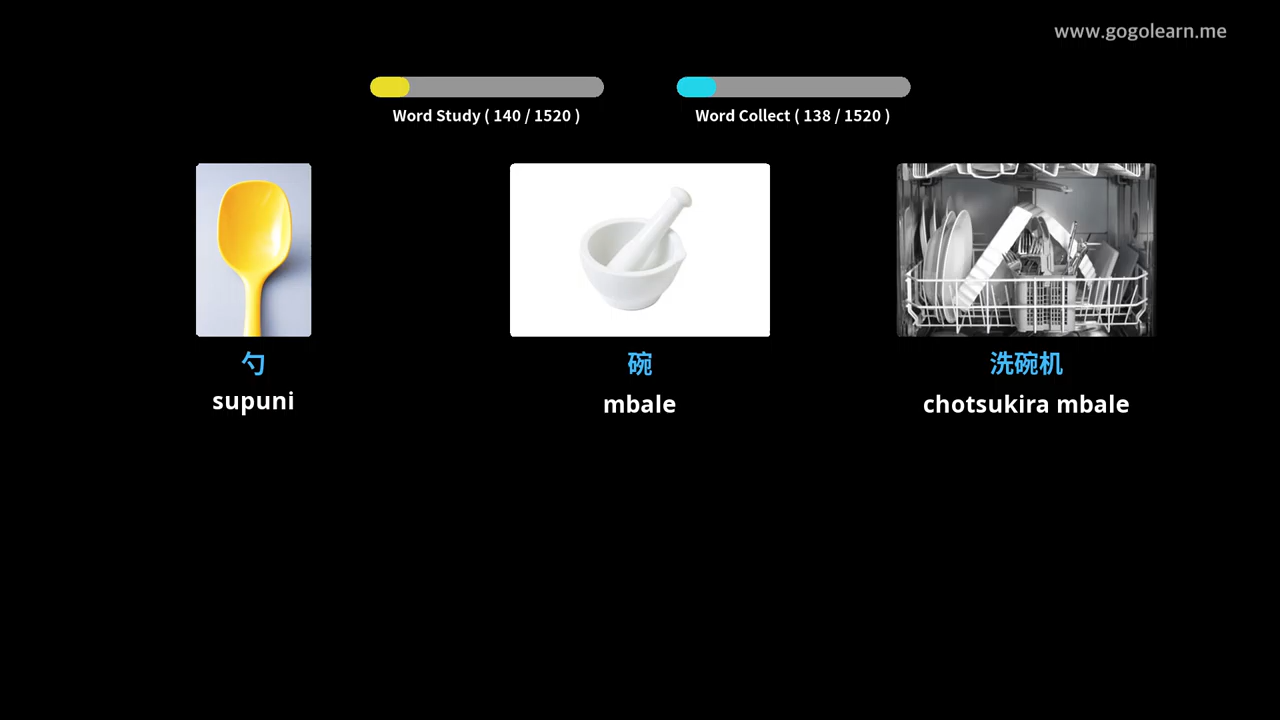 www.gogolearn.me
Word Study ( 140 / 1520 )
Word Collect ( 138 / 1520 )
勺
supuni
碗
mbale
洗碗机
chotsukira mbale